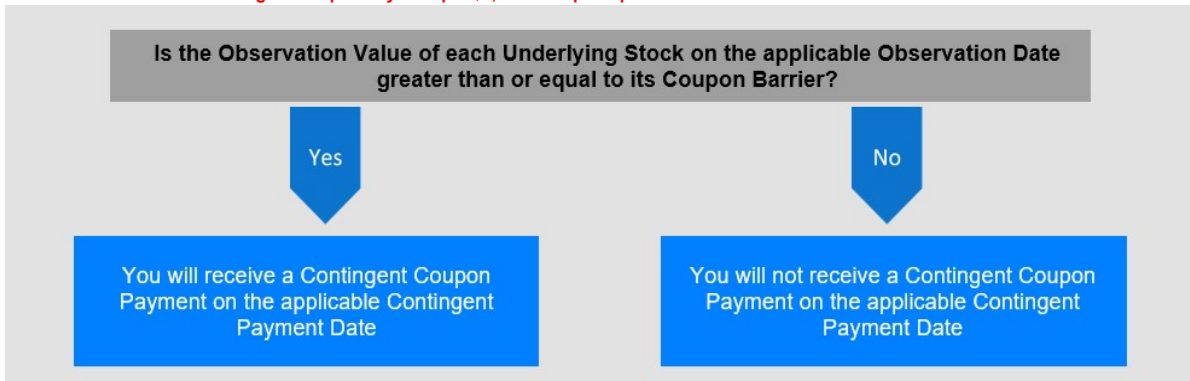 Is the Observation Value of each Underlying Stock on the applicable Observation Date
greater than or equal to its Coupon Barrier?
Yes
No
You will receive a Contingent Coupon
Payment on the applicable Contingent
Payment Date
You will not receive a Contingent Coupon
Payment on the applicable Contingent
Payment Date